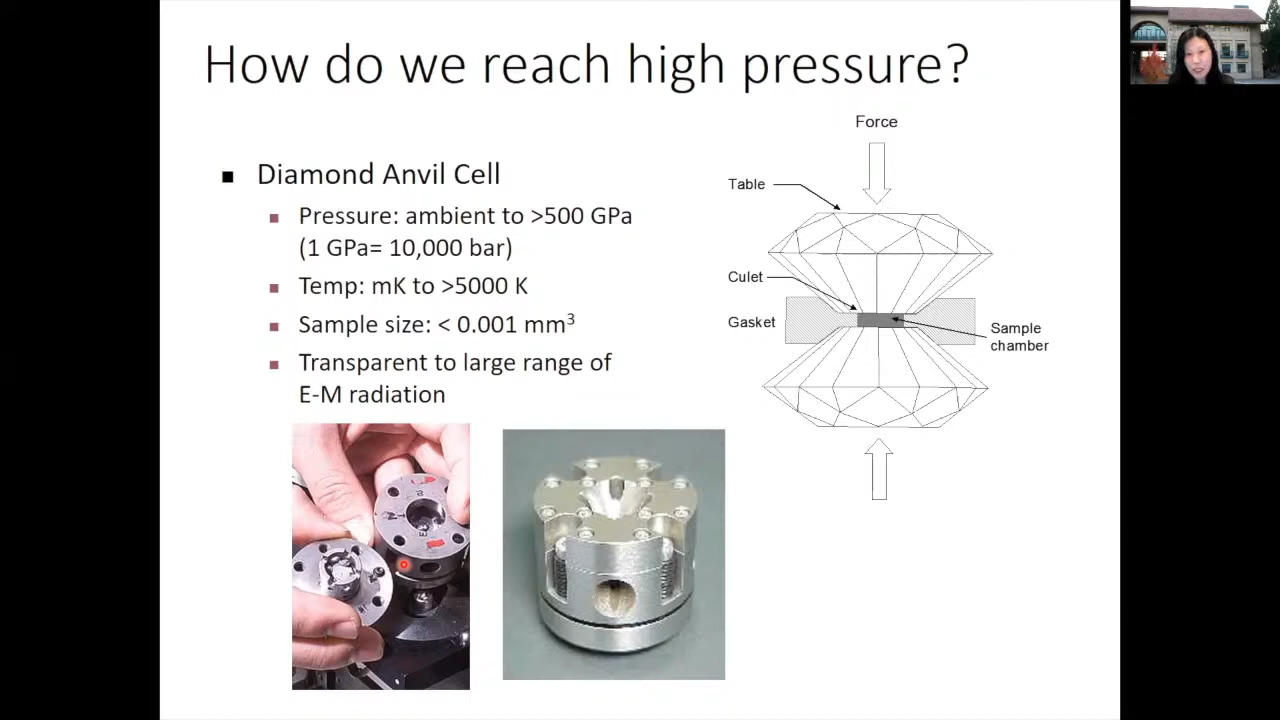 How do we reach high pressure?
Diamond Anvil Cell
Pressure: ambient to >500 GPa
(1 GPa= 10,000 bar)
Temp: mK to >5000 K
Sample size: < 0.001 mm³
Transparent to large range of
E-M radiation
Force
Table
Culet
Gasket
Sample
chamber